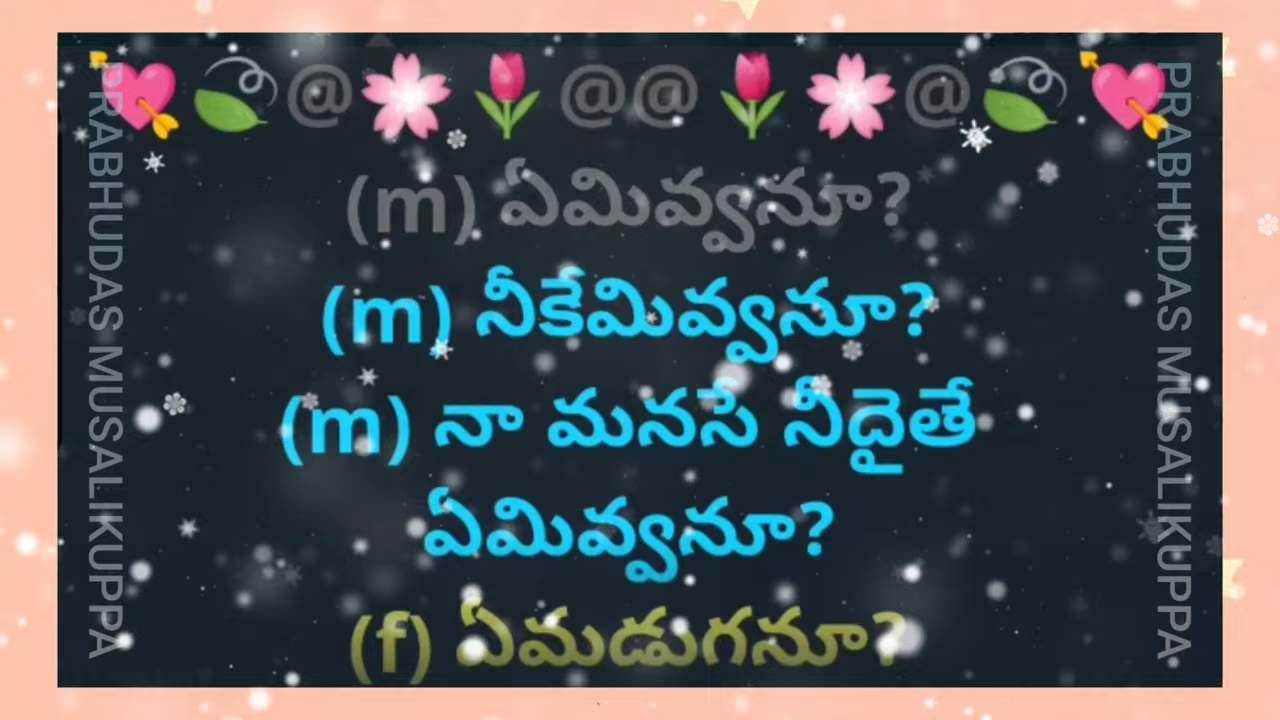 @ @@ @
(m) ఏమివ్వనూ?
(m) నీకేమివ్వనూ?
(m) నా మనసే నీదైతే
ఏమివ్వనూ?
(f) ఏమడుగనూ?
PRABHUDAS MUSALIKUPPA
PRABHUDAS MUSALIKUPPA